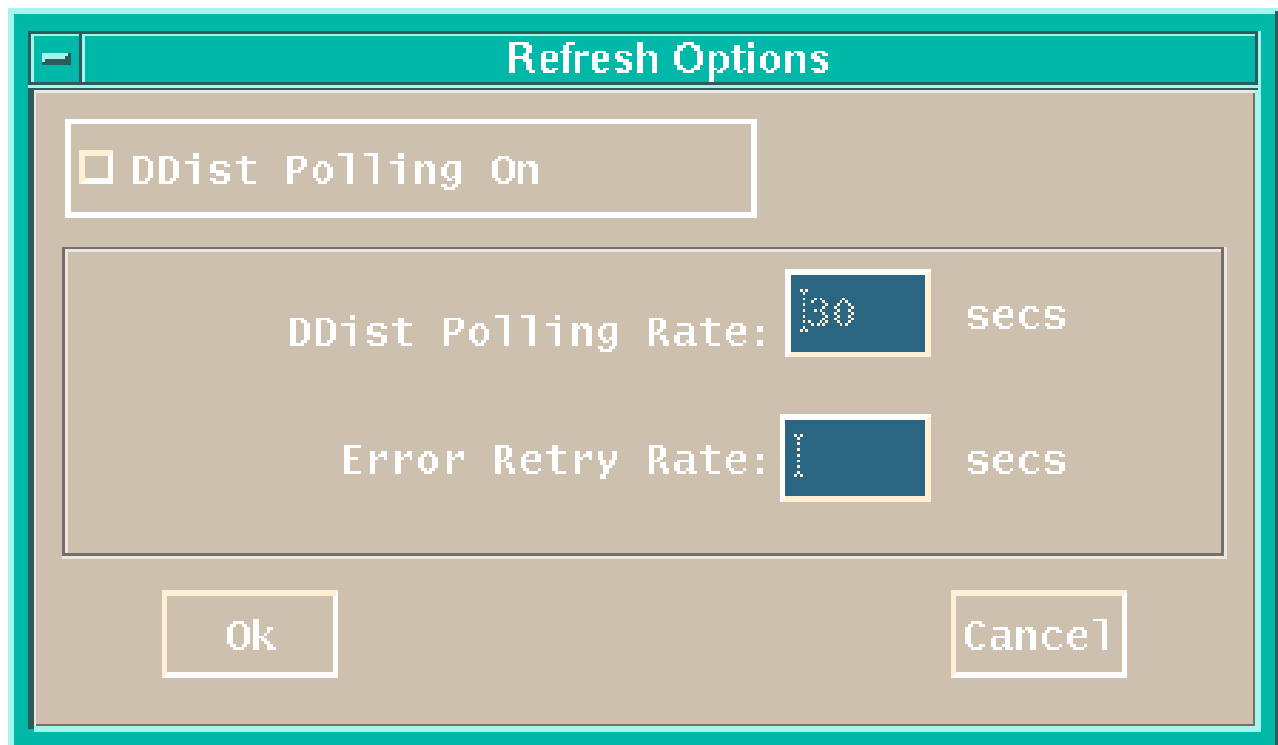 Refresh Options
DDist Polling On
DDist Polling Rate: 30 secs
Error Retry Rate: secs
Ok Cancel